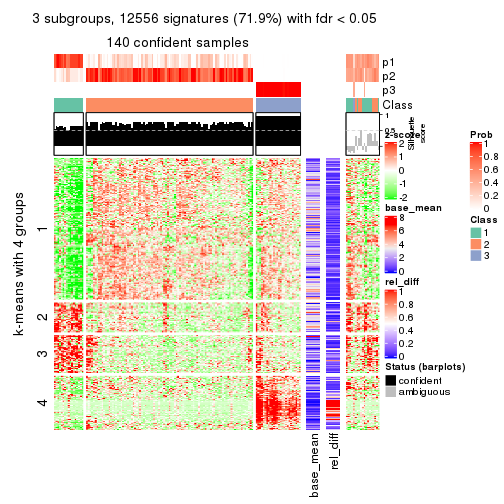 3 subgroups, 12556 signatures (71.9%) with fdr < 0.05
140 confident samples
p1
p2
p3
Class
1
0.5
Silhouette
score
z-score
2
1
0
-1
-2
base_mean
8
6
4
2
0
rel_diff
1
0.8
0.6
0.4
0.2
0
Status (barplots)
confident
ambiguous
Prob
1
0.8
0.6
0.4
0.2
0
Class
1
2
3
k-means with 4 groups
1
2
3
4
base_mean
rel_diff